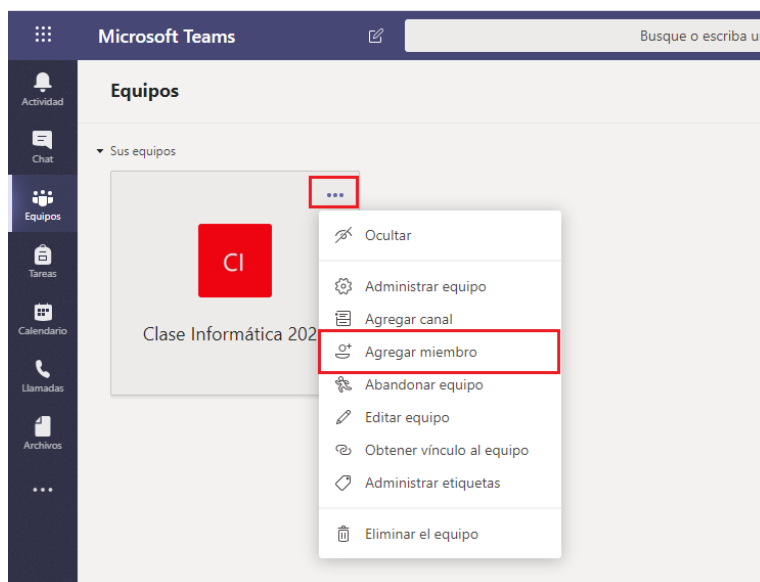 Microsoft Teams
Busque o escriba u
Actividad
Chat
Equipos
Tareas
Calendario
Llamadas
Archivos
Equipos
Sus equipos
CI
Clase Informática 202
Ocultar
Administrar equipo
Agregar canal
Agregar miembro
Abandonar equipo
Editar equipo
Obtener vínculo al equipo
Administrar etiquetas
Eliminar el equipo